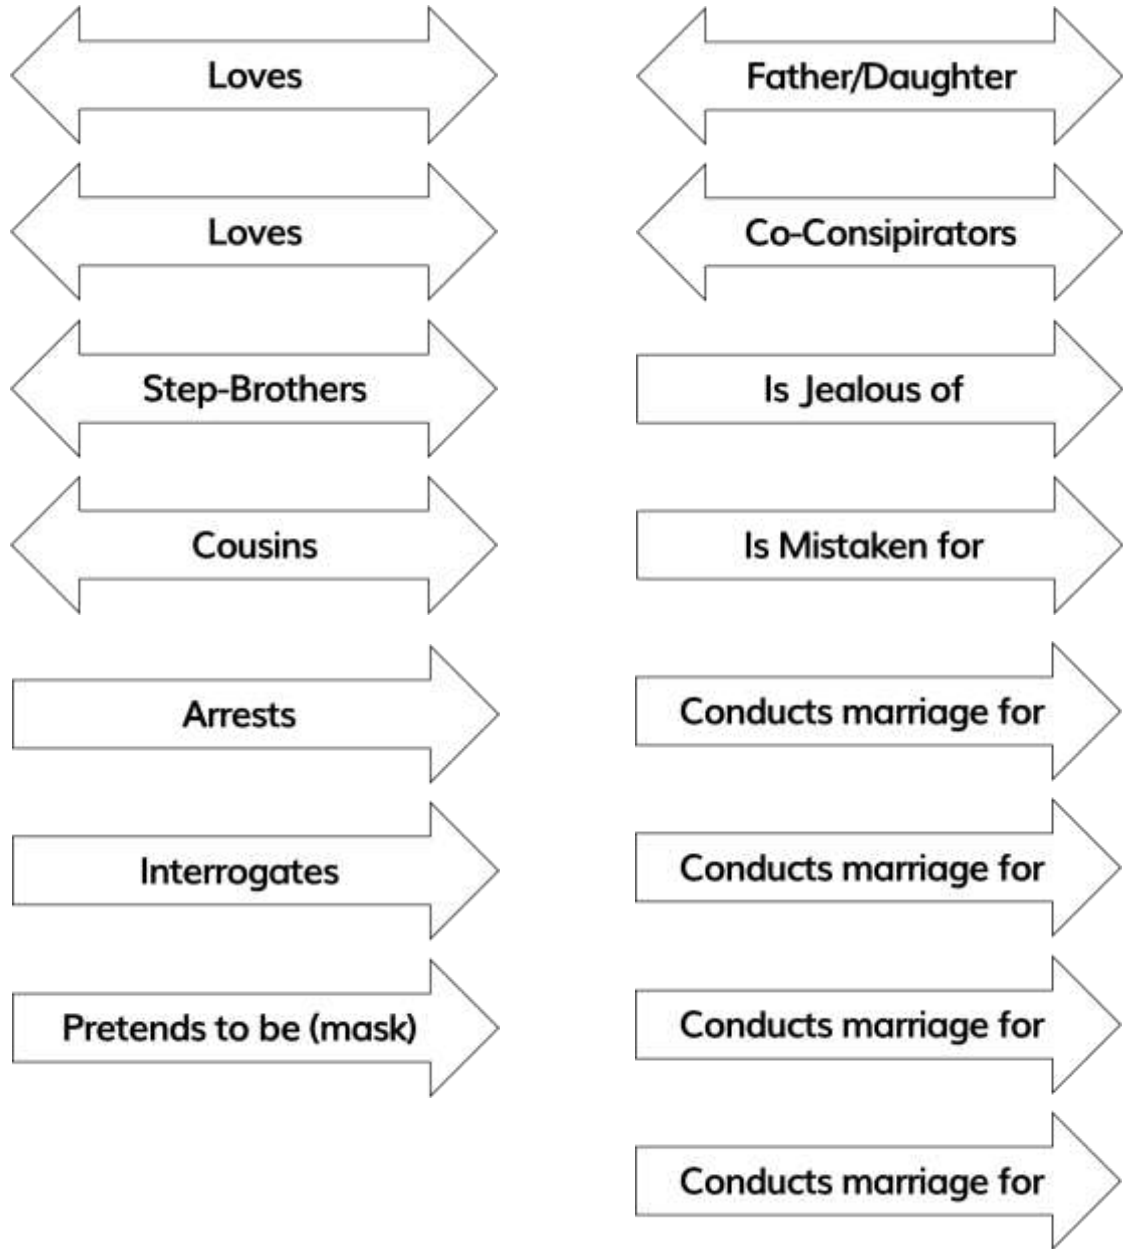 Loves
Loves
Step-Brothers
Cousins
Arrests
Interrogates
Pretends to be (mask)
Father/Daughter
Co-Consipirators
Is Jealous of
Is Mistaken for
Conducts marriage for
Conducts marriage for
Conducts marriage for
Conducts marriage for